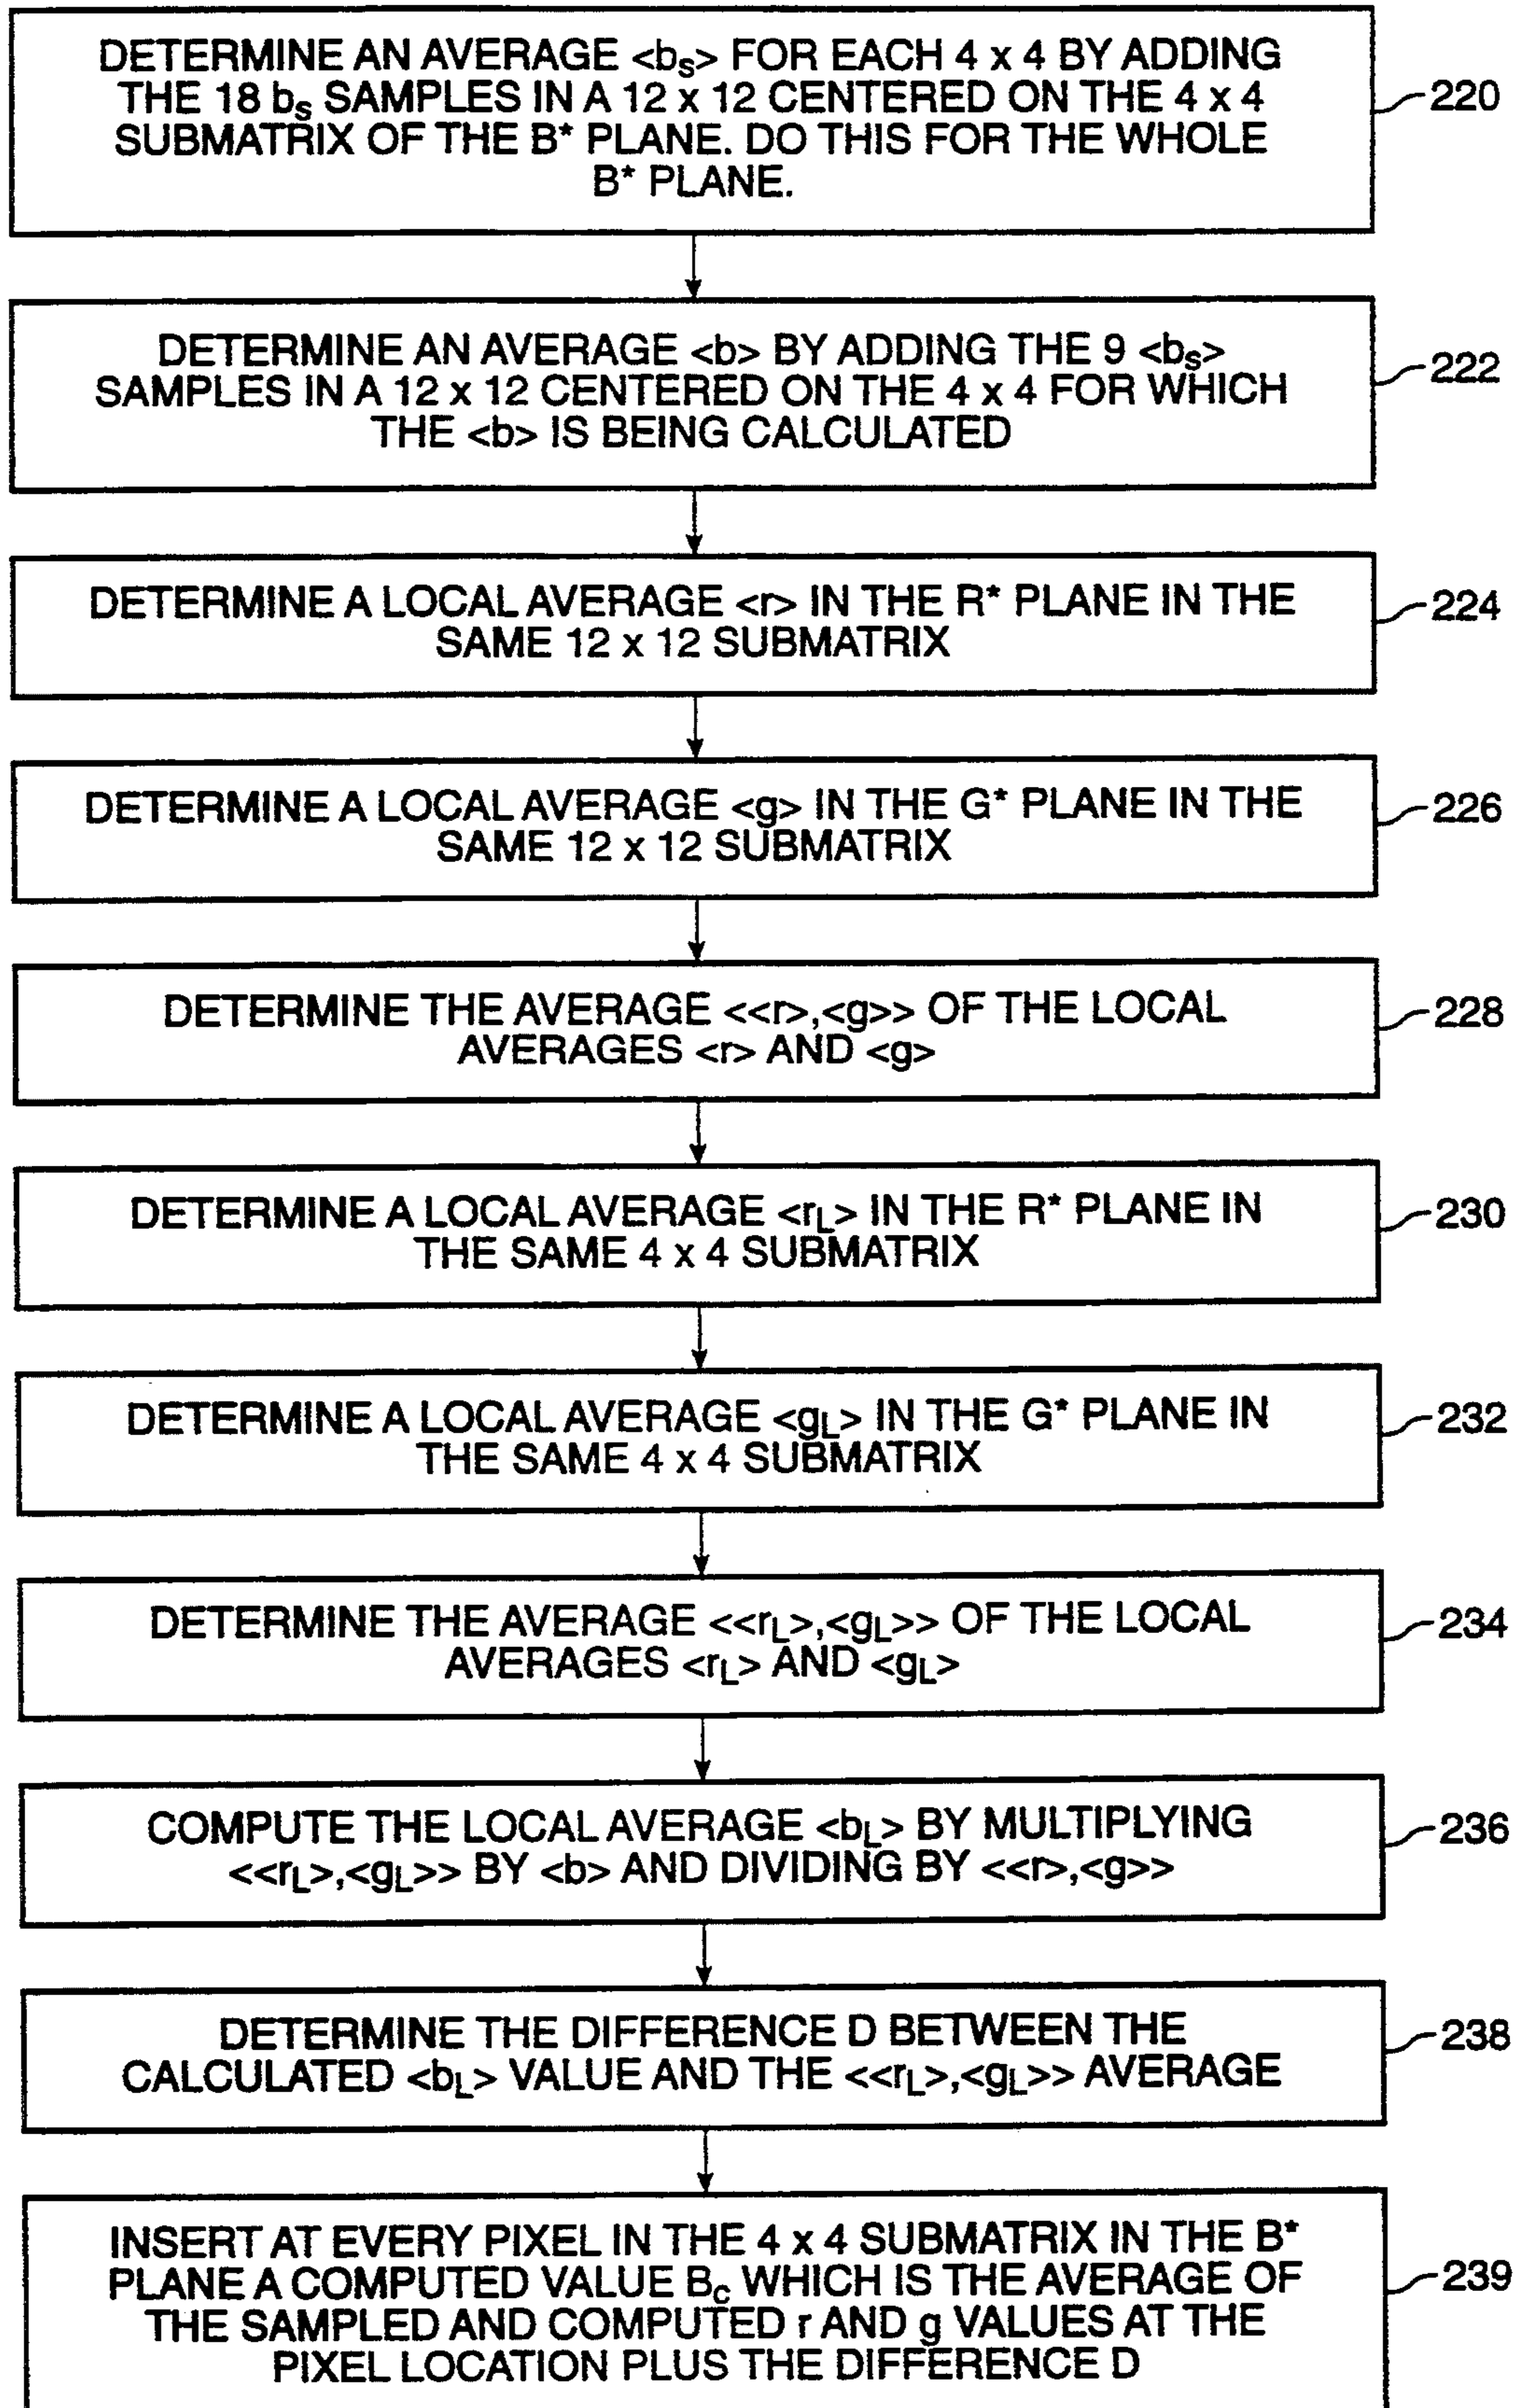 DETERMINE AN AVERAGE <bs> FOR EACH 4 x 4 BY ADDING
THE 18 bs SAMPLES IN A 12 x 12 CENTERED ON THE 4 x 4
SUBMATRIX OF THE B* PLANE. DO THIS FOR THE WHOLE
B* PLANE.
220
DETERMINE AN AVERAGE <b> BY ADDING THE 9 <bs>
SAMPLES IN A 12 x 12 CENTERED ON THE 4 x 4 FOR WHICH
THE <b> IS BEING CALCULATED
222
DETERMINE A LOCAL AVERAGE <r> IN THE R* PLANE IN THE
SAME 12 x 12 SUBMATRIX
224
DETERMINE A LOCAL AVERAGE <g> IN THE G* PLANE IN THE
SAME 12 x 12 SUBMATRIX
226
DETERMINE THE AVERAGE <<r>,<g>> OF THE LOCAL
AVERAGES <r> AND <g>
228
DETERMINE A LOCAL AVERAGE <rL> IN THE R* PLANE IN
THE SAME 4 x 4 SUBMATRIX
230
DETERMINE A LOCAL AVERAGE <gL> IN THE G* PLANE IN
THE SAME 4 x 4 SUBMATRIX
232
DETERMINE THE AVERAGE <<rL>,<gL>> OF THE LOCAL
AVERAGES <rL> AND <gL>
234
COMPUTE THE LOCAL AVERAGE <bL> BY MULTIPLYING
<<rL>,<gL>> BY <b> AND DIVIDING BY <<r>,<g>>
236
DETERMINE THE DIFFERENCE D BETWEEN THE
CALCULATED <bL> VALUE AND THE <<rL>,<gL>> AVERAGE
238
INSERT AT EVERY PIXEL IN THE 4 x 4 SUBMATRIX IN THE B*
PLANE A COMPUTED VALUE Bc WHICH IS THE AVERAGE OF
THE SAMPLED AND COMPUTED r AND g VALUES AT THE
PIXEL LOCATION PLUS THE DIFFERENCE D
239